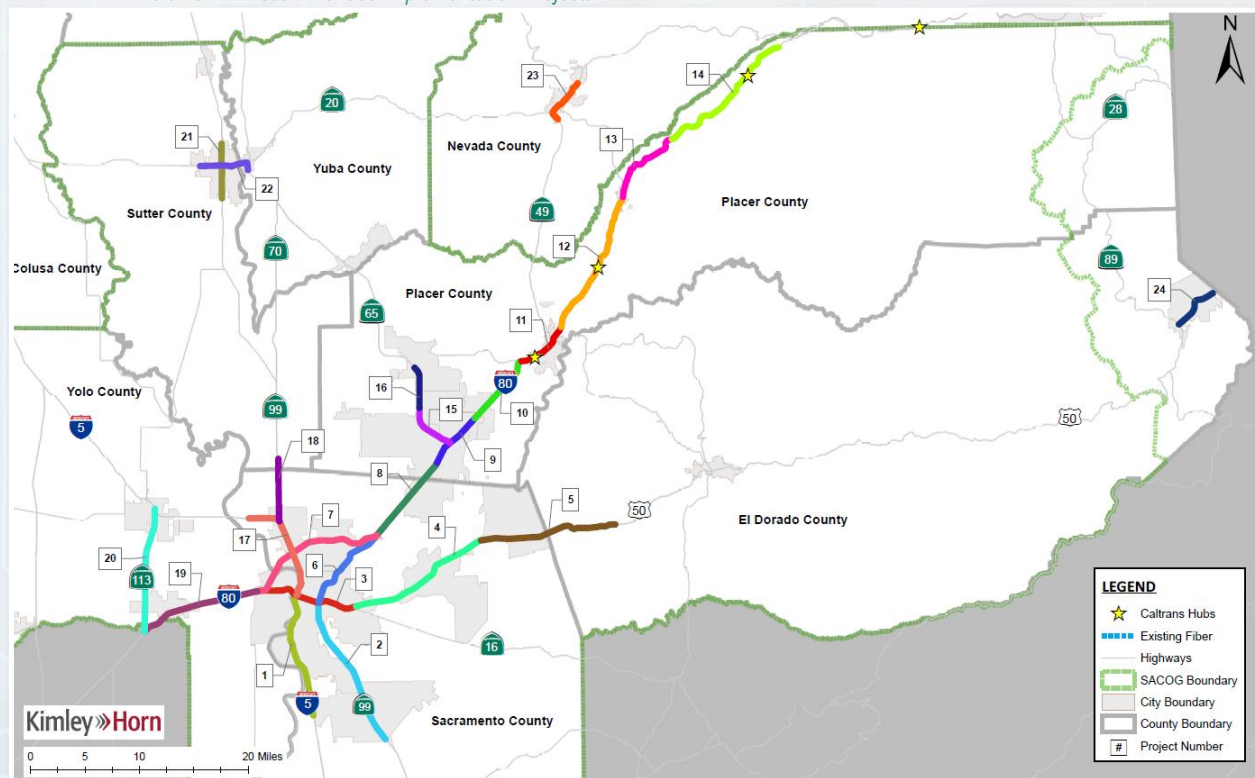 N
14
23
20
28
Nevada County
13
21
Yuba County
22
Sutter County
Placer County
49
12
70
Colusa County
89
Placer County
24
65
11
Yolo County
80
16
15
10
50
99
5
18
9
8
5
7
50
4
El Dorado County
17
20
6
3
113
19
LEGEND
80
Caltrans Hubs
Existing Fiber
16
2
Highways
1
SACOG Boundary
5
99
City Boundary
Kimley»Horn
Sacramento County
County Boundary
# Project Number
0 5 10 20 Miles